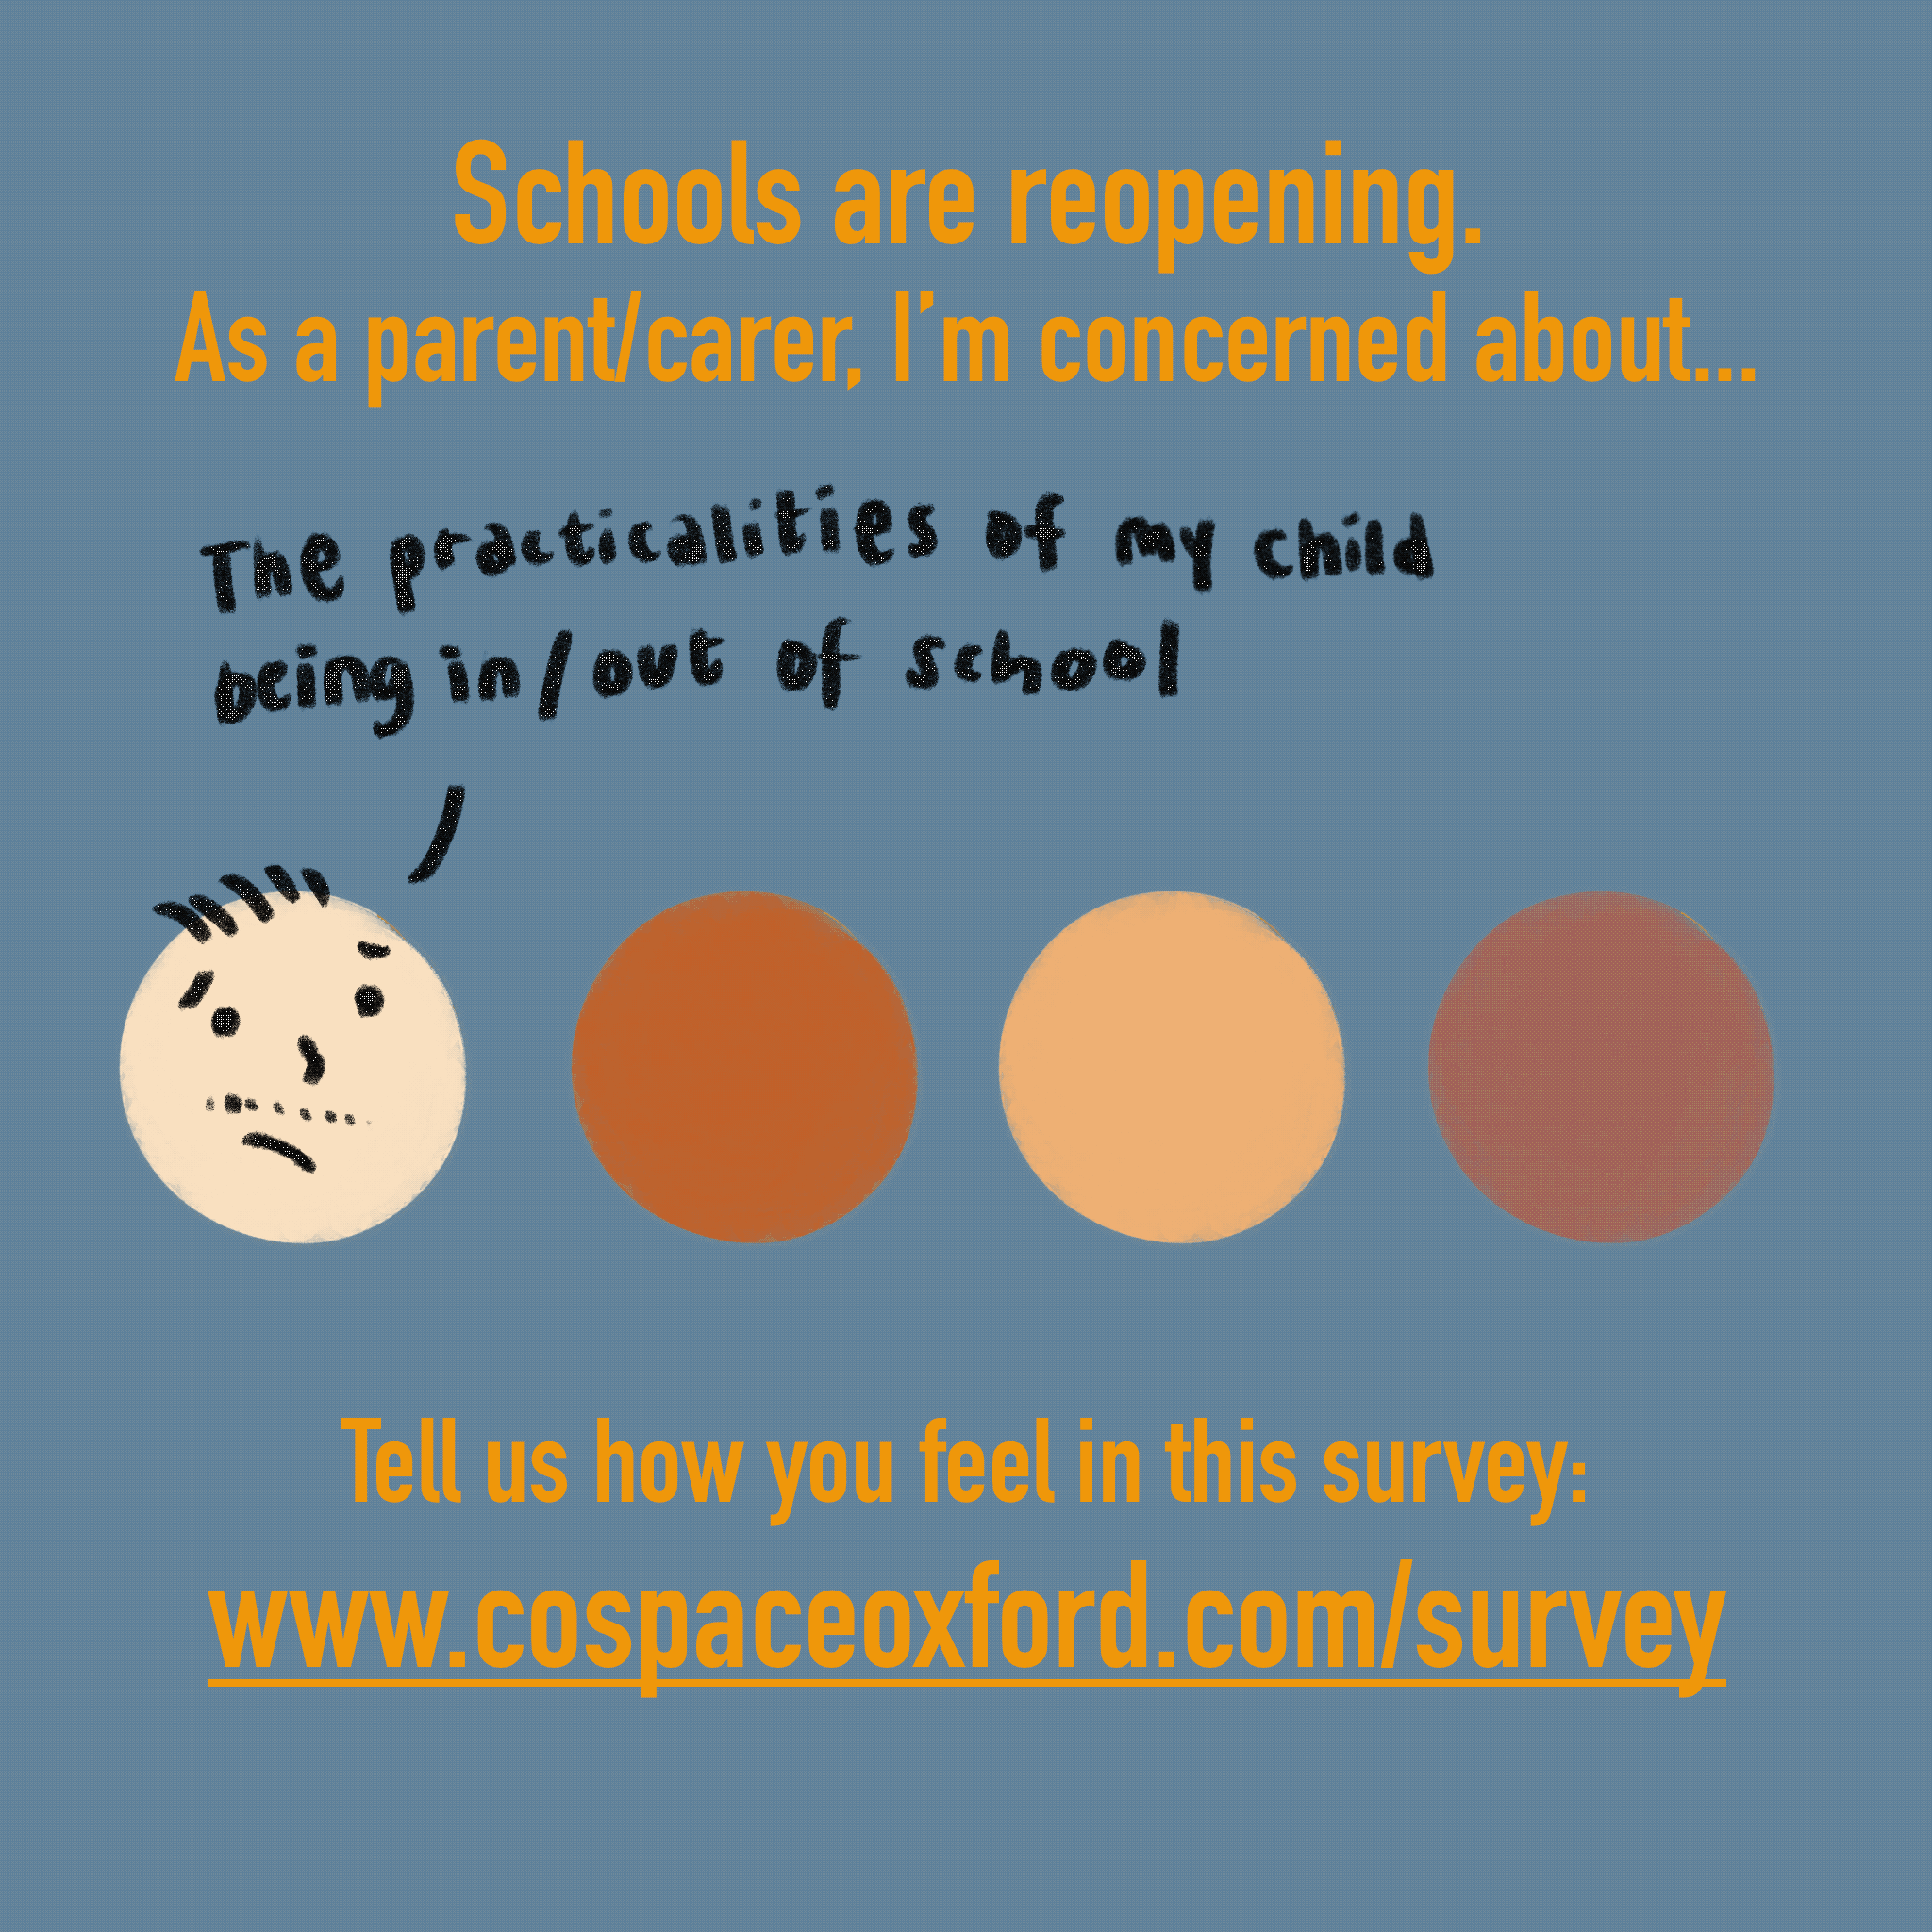 Schools are reopening.
As a parent/carer, I'm concerned about...
The practicalities of my child
being in/out of school
Tell us how you feel in this survey:
www.cospaceoxford.com/survey